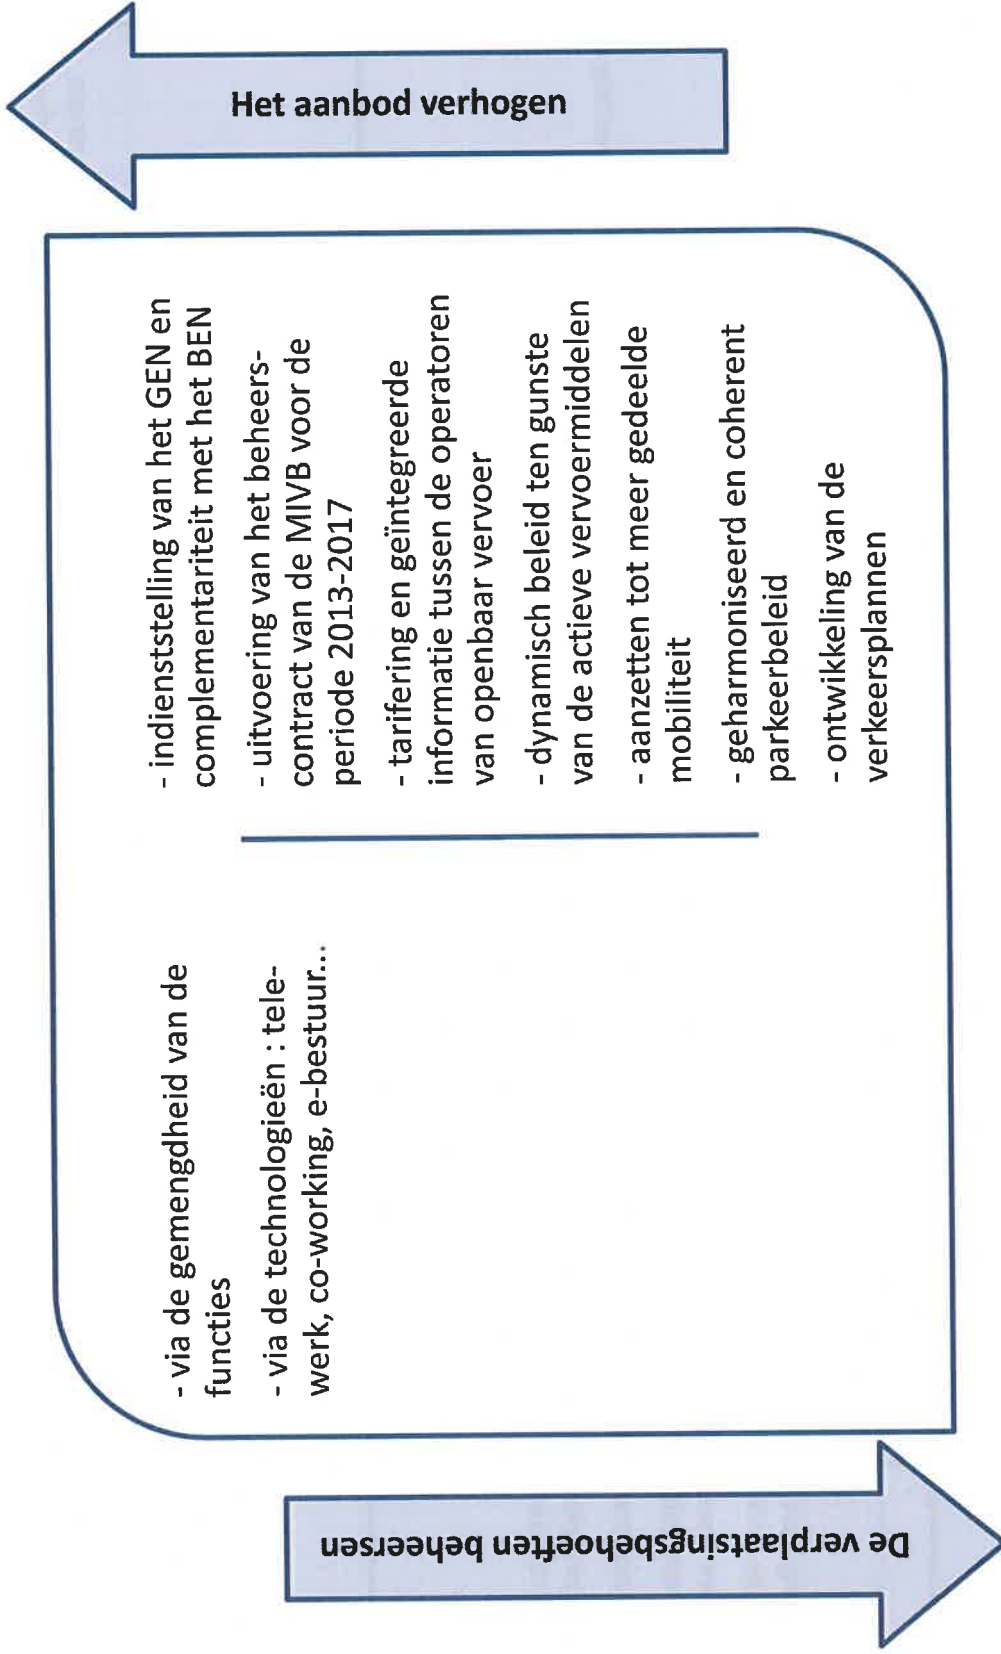 De verplaatsingsbehoeften beheersen
- via de gemengdheid van de
functies
- via de technologieën : tele-
werk, co-working, e-bestuur...
- indienststelling van het GEN en
complementariteit met het BEN
- uitvoering van het beheers-
contract van de MIVB voor de
periode 2013-2017
- tarifering en geïntegreerde
informatie tussen de operatoren
van openbaar vervoer
- dynamisch beleid ten gunste
van de actieve vervoermiddelen
- aanzetten tot meer gedeelde
mobiliteit
- geharmoniseerd en coherent
parkeerbeleid
- ontwikkeling van de
verkeersplannen
Het aanbod verhogen